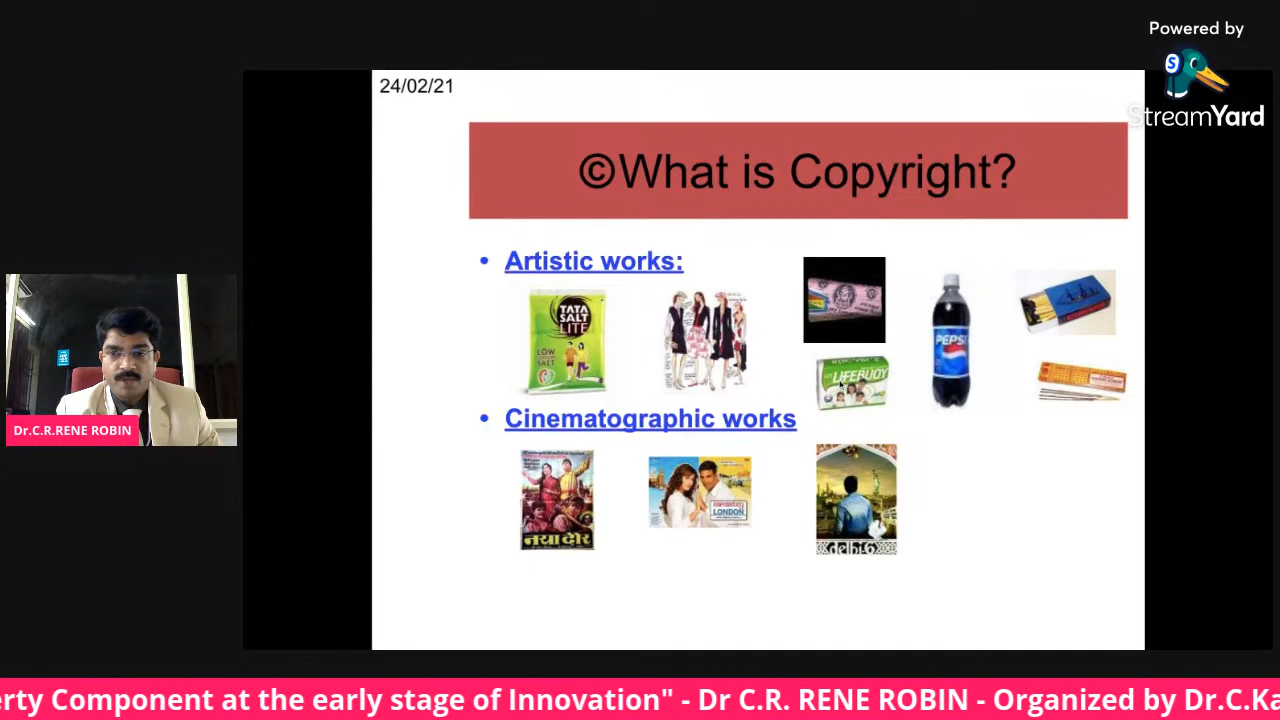 Powered by
StreamYard
24/02/21
©What is Copyright?
• Artistic works:
TATA
SALT
LITE
LOW
SALT
PEPSI
LIFEBUOY
• Cinematographic works
नया दौर
LONDON
delhi6
Dr.C.R.RENE ROBIN
erty Component at the early stage of Innovation" - Dr C.R. RENE ROBIN - Organized by Dr.C.Ka